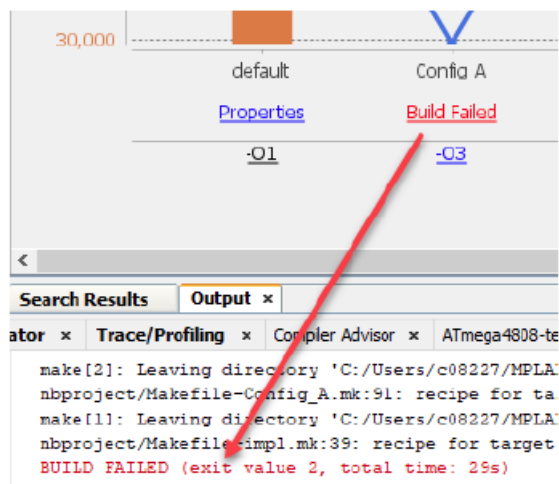 30,000
default Config A
Properties Build Failed
-O1 -O3
Search Results Output ×
ator × Trace/Profiling × Compiler Advisor × ATmega4808-te
make[2]: Leaving directory 'C:/Users/c08227/MPLA
nbproject/Makefile-Config_A.mk:91: recipe for ta
make[1]: Leaving directory 'C:/Users/c08227/MPLA
nbproject/Makefile-impl.mk:39: recipe for target
BUILD FAILED (exit value 2, total time: 29s)